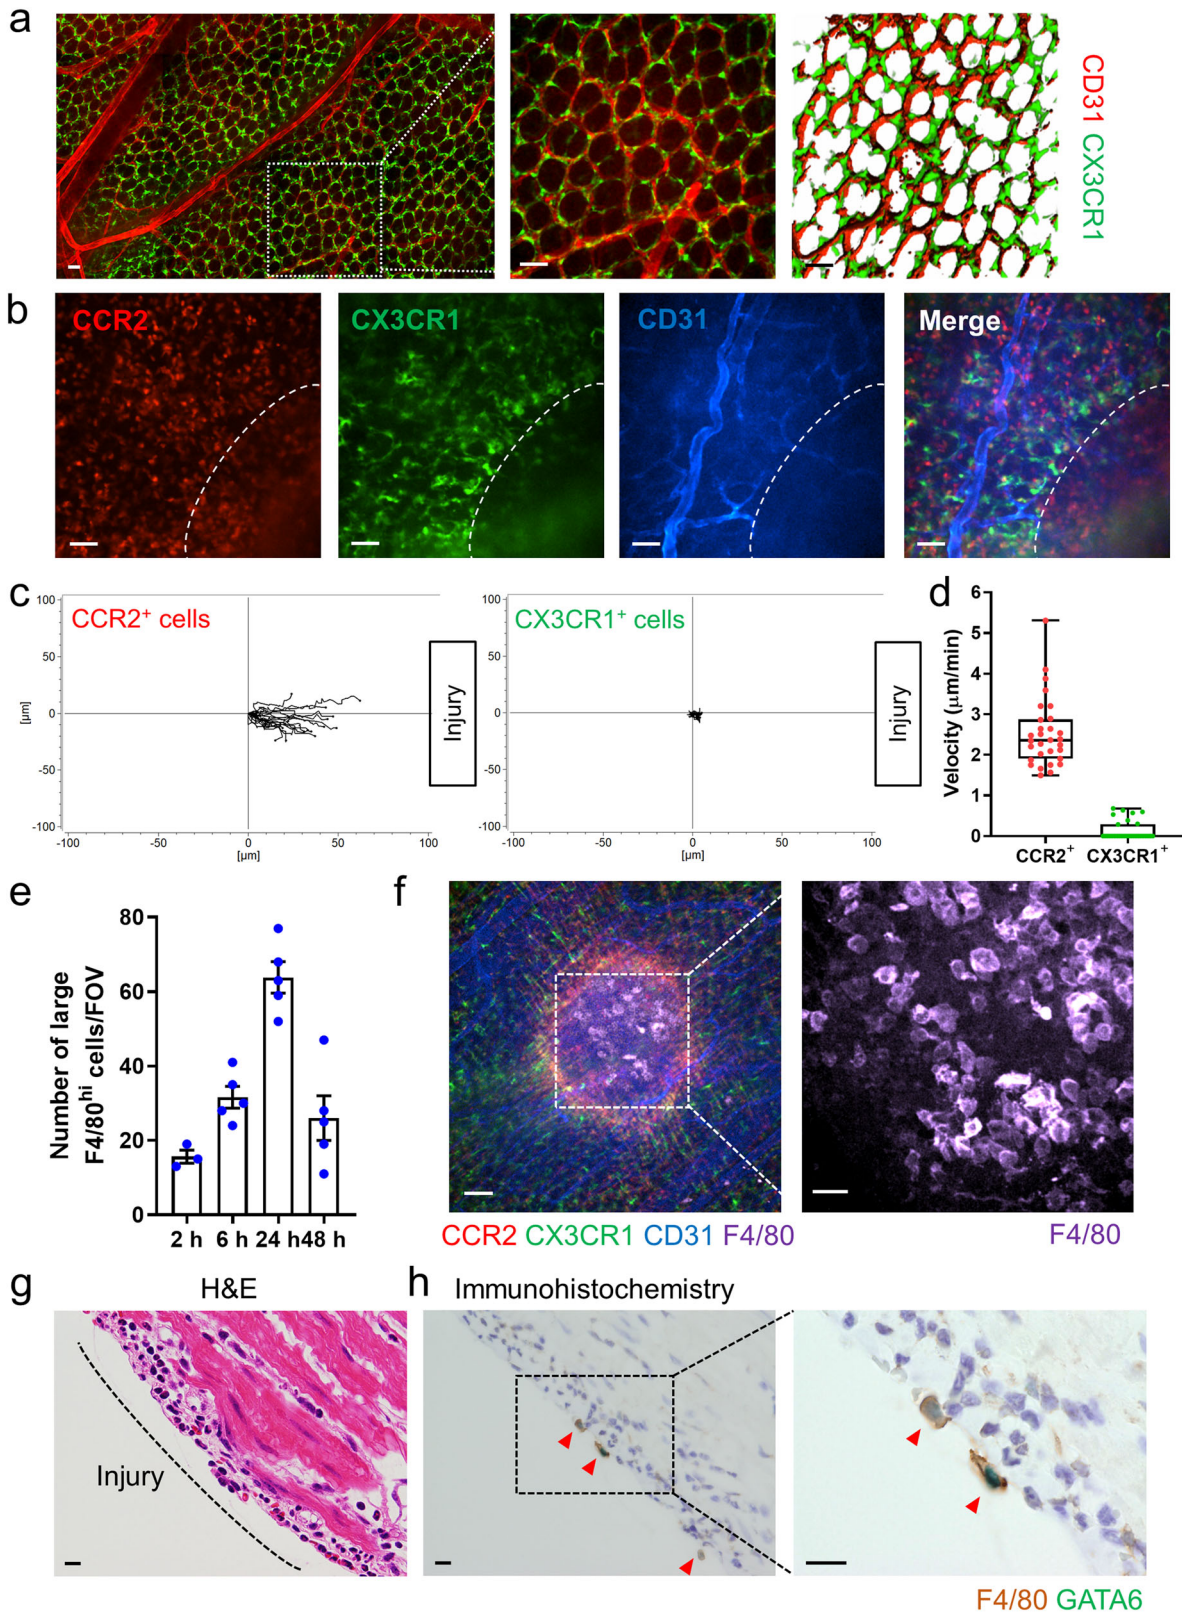 a
CD31 CX3CR1
b
CCR2
CX3CR1
CD31
Merge
c
CCR2⁺ cells
100
50
0
-50
-100
[µm]
Injury
-100 -50 0 50 100
[µm]
CX3CR1⁺ cells
100
50
0
-50
-100
Injury
-100 -50 0 50 100
[µm]
d
Velocity (µm/min)
6
5
4
3
2
1
0
CCR2⁺ CX3CR1⁺
e
Number of large
F4/80ʰⁱ cells/FOV
80
60
40
20
0
2 h 6 h 24 h 48 h
f
CCR2 CX3CR1 CD31 F4/80
F4/80
g
H&E
Injury
h
Immunohistochemistry
F4/80 GATA6